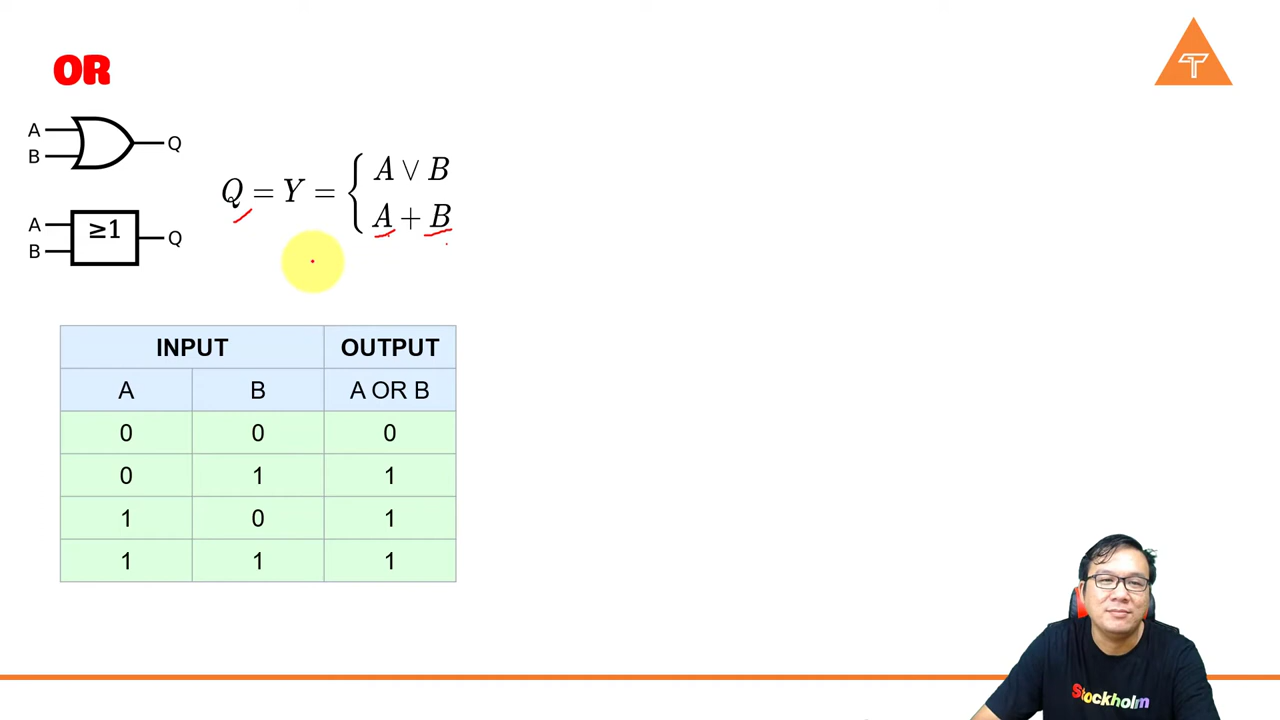 OR
A
B
Q
A
B
≥1
Q
Q = Y = { A ∨ B
A + B
INPUT OUTPUT
A B A OR B
0 0 0
0 1 1
1 0 1
1 1 1
T
Stockholm